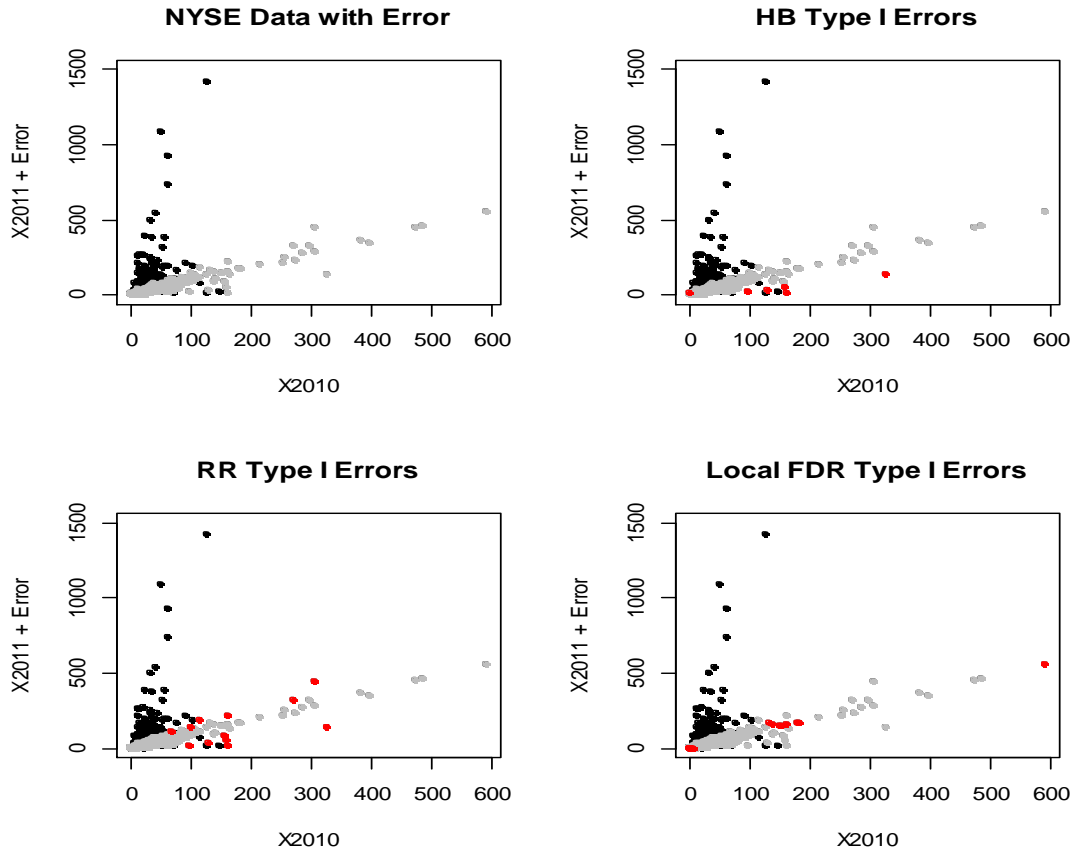 NYSE Data with Error
X2011 + Error
1500
1000
500
0
0 100 200 300 400 500 600
X2010
HB Type I Errors
X2011 + Error
1500
1000
500
0
0 100 200 300 400 500 600
X2010
RR Type I Errors
X2011 + Error
1500
1000
500
0
0 100 200 300 400 500 600
X2010
Local FDR Type I Errors
X2011 + Error
1500
1000
500
0
0 100 200 300 400 500 600
X2010